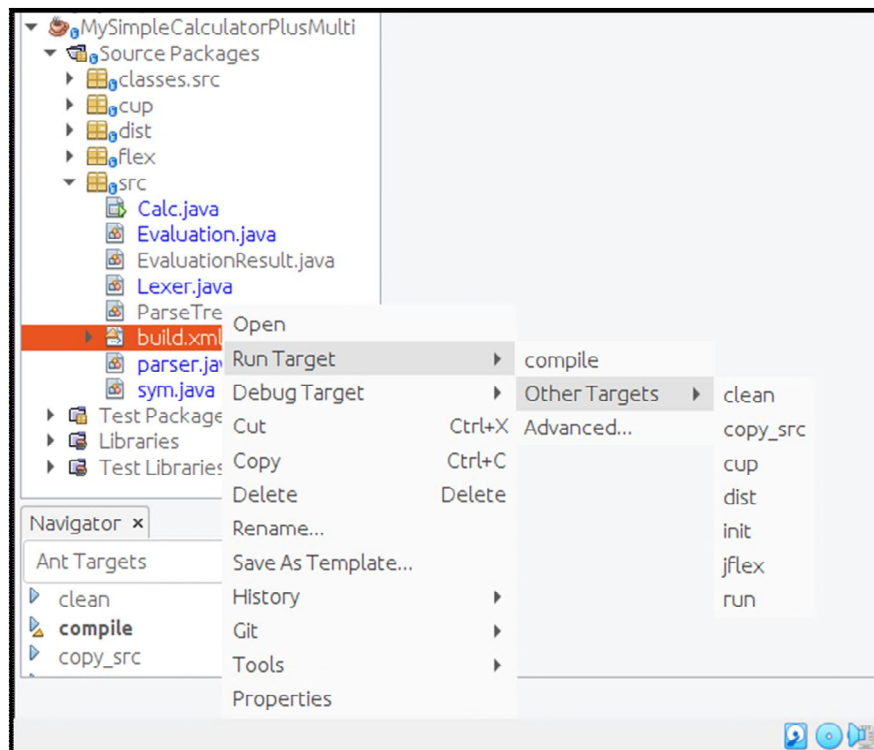 MySimpleCalculatorPlusMulti
Source Packages
classes.src
cup
dist
flex
src
Calc.java
Evaluation.java
EvaluationResult.java
Lexer.java
ParseTre
build.xml
parser.jav
sym.java
Test Package
Libraries
Test Libraries
Open
Run Target
Debug Target
Cut Ctrl+X
Copy Ctrl+C
Delete Delete
Rename...
Save As Template...
History
Git
Tools
Properties
compile
Other Targets
Advanced...
clean
copy_src
cup
dist
init
jflex
run
Navigator ×
Ant Targets
clean
compile
copy_src